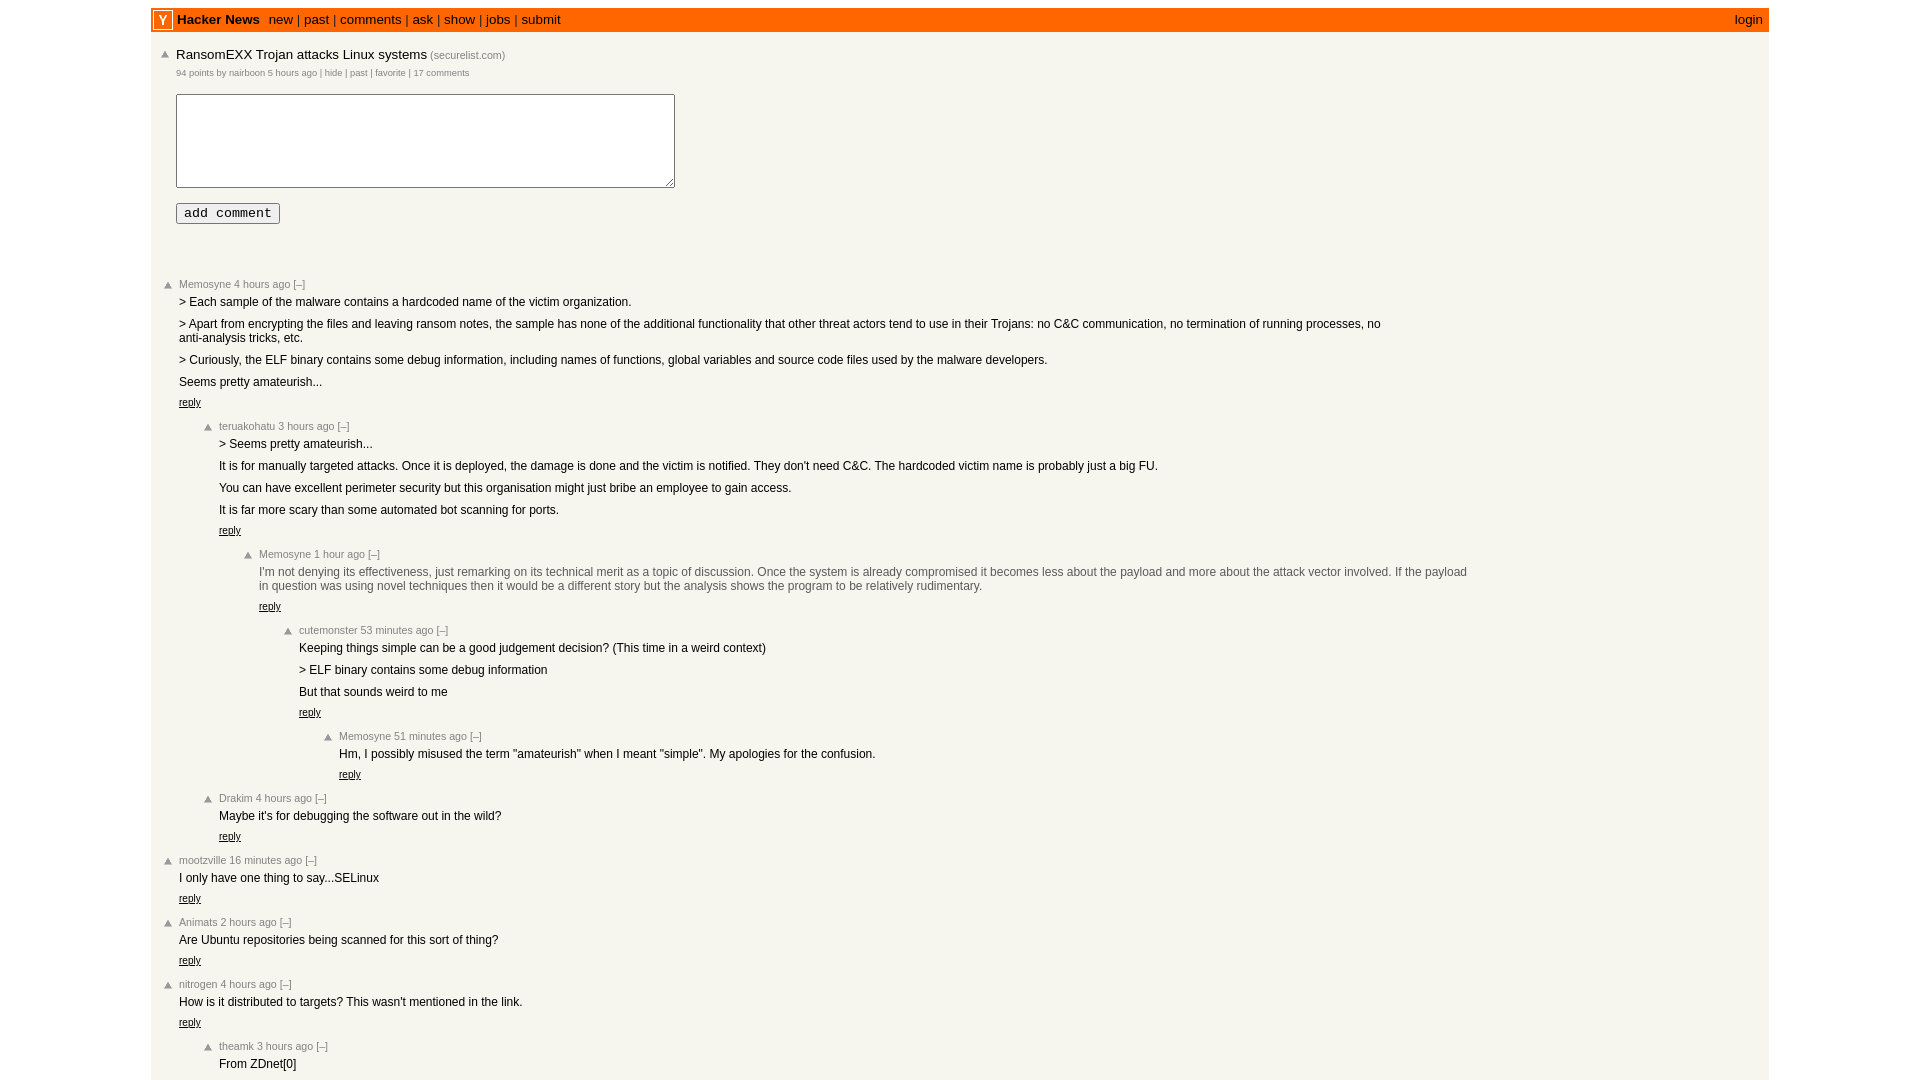 Y Hacker News new | past | comments | ask | show | jobs | submit login
RansomEXX Trojan attacks Linux systems (securelist.com)
94 points by nairboon 5 hours ago | hide | past | favorite | 17 comments
add comment
Memosyne 4 hours ago [–]
> Each sample of the malware contains a hardcoded name of the victim organization.
> Apart from encrypting the files and leaving ransom notes, the sample has none of the additional functionality that other threat actors tend to use in their Trojans: no C&C communication, no termination of running processes, no
anti-analysis tricks, etc.
> Curiously, the ELF binary contains some debug information, including names of functions, global variables and source code files used by the malware developers.
Seems pretty amateurish...
reply
teruakohatu 3 hours ago [–]
> Seems pretty amateurish...
It is for manually targeted attacks. Once it is deployed, the damage is done and the victim is notified. They don't need C&C. The hardcoded victim name is probably just a big FU.
You can have excellent perimeter security but this organisation might just bribe an employee to gain access.
It is far more scary than some automated bot scanning for ports.
reply
Memosyne 1 hour ago [–]
I'm not denying its effectiveness, just remarking on its technical merit as a topic of discussion. Once the system is already compromised it becomes less about the payload and more about the attack vector involved. If the payload
in question was using novel techniques then it would be a different story but the analysis shows the program to be relatively rudimentary.
reply
cutemonster 53 minutes ago [–]
Keeping things simple can be a good judgement decision? (This time in a weird context)
> ELF binary contains some debug information
But that sounds weird to me
reply
Memosyne 51 minutes ago [–]
Hm, I possibly misused the term "amateurish" when I meant "simple". My apologies for the confusion.
reply
Drakim 4 hours ago [–]
Maybe it's for debugging the software out in the wild?
reply
mootzville 16 minutes ago [–]
I only have one thing to say...SELinux
reply
Animats 2 hours ago [–]
Are Ubuntu repositories being scanned for this sort of thing?
reply
nitrogen 4 hours ago [–]
How is it distributed to targets? This wasn't mentioned in the link.
reply
theamk 3 hours ago [–]
From ZDnet[0]